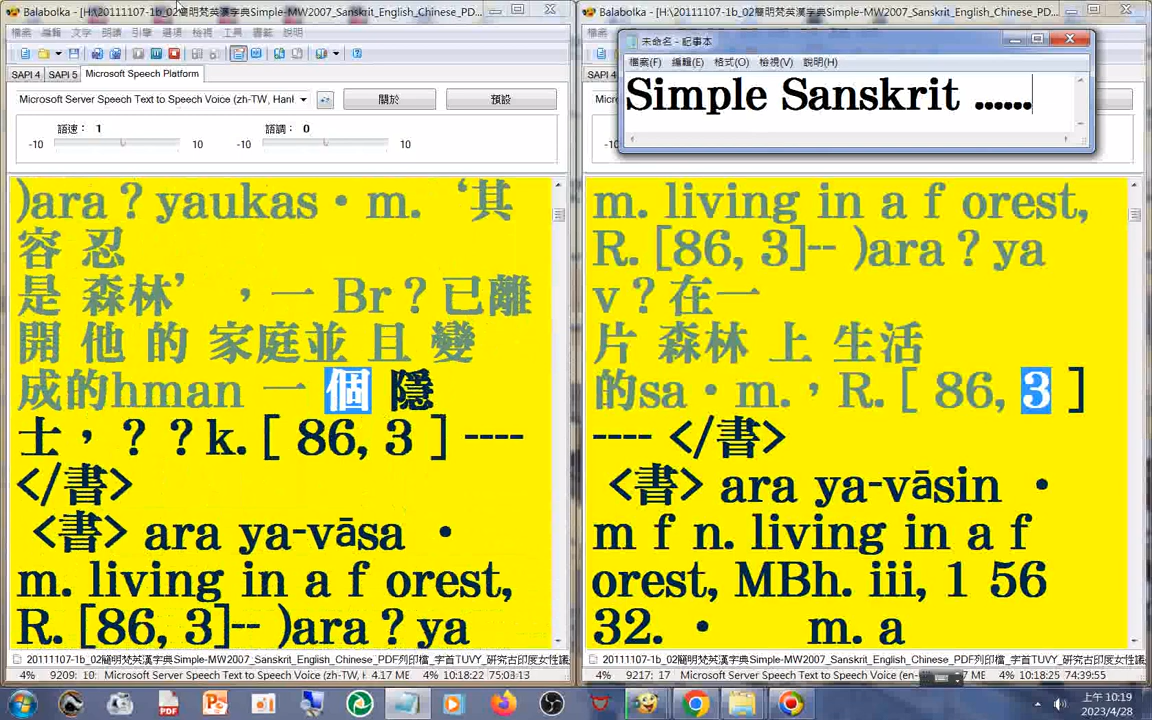 Balabolka - [H:\20111107-1b_02簡明梵英漢字典Simple-MW2007_Sanskrit_English_Chinese_PD...
檔案 編輯 文字 朗讀 引擎 選項 檢視 工具 書籤 說明
SAPI 4 SAPI 5 Microsoft Speech Platform
Microsoft Server Speech Text to Speech Voice (zh-TW, HanH 關於 預設
語速： 1 語調： 0
-10 10 -10 10
)ara ? yaukas • m.‘其
容 忍
是 森林’ ，一 Br ? 已離
開 他 的 家庭並 且 變
成的hman 一 個 隱
士，? ? k. [ 86, 3 ] ----
</書>
<書> ara ya-vāsa •
m. living in a f orest,
R. [86, 3]-- )ara ? ya
20111107-1b_02簡明梵英漢字典Simple-MW2007_Sanskrit_English_Chinese_PDF列印檔_字首TUVY_研究古印度女性議
4% 9209: 10: Microsoft Server Speech Text to Speech Voice (zh-TW, 4.17 ME 4% 10:18:22
Balabolka - [H:\20111107-1b_02簡明梵英漢字典Simple-MW2007_Sanskrit_English_Chinese_PD...
檔案
SAPI 4
-10
未命名 - 記事本
檔案(F) 編輯(E) 格式(O) 檢視(V) 說明(H)
Simple Sanskrit ......
m. living in a f orest,
R. [86, 3]-- )ara ? ya
v ? 在一
片 森林 上 生活
的sa • m.，R. [ 86, 3 ]
---- </書>
<書> ara ya-vāsin •
m f n. living in a f
orest, MBh. iii, 1 56
32. • m. a
20111107-1b_02簡明梵英漢字典Simple-MW2007_Sanskrit_English_Chinese_PDF列印檔_字首TUVY_研究古印度女性議
4% 9217: 17 Microsoft Server Speech Text to Speech Voice (en- 4% 10:18:25 74:39:55
上午 10:19
2023/4/28